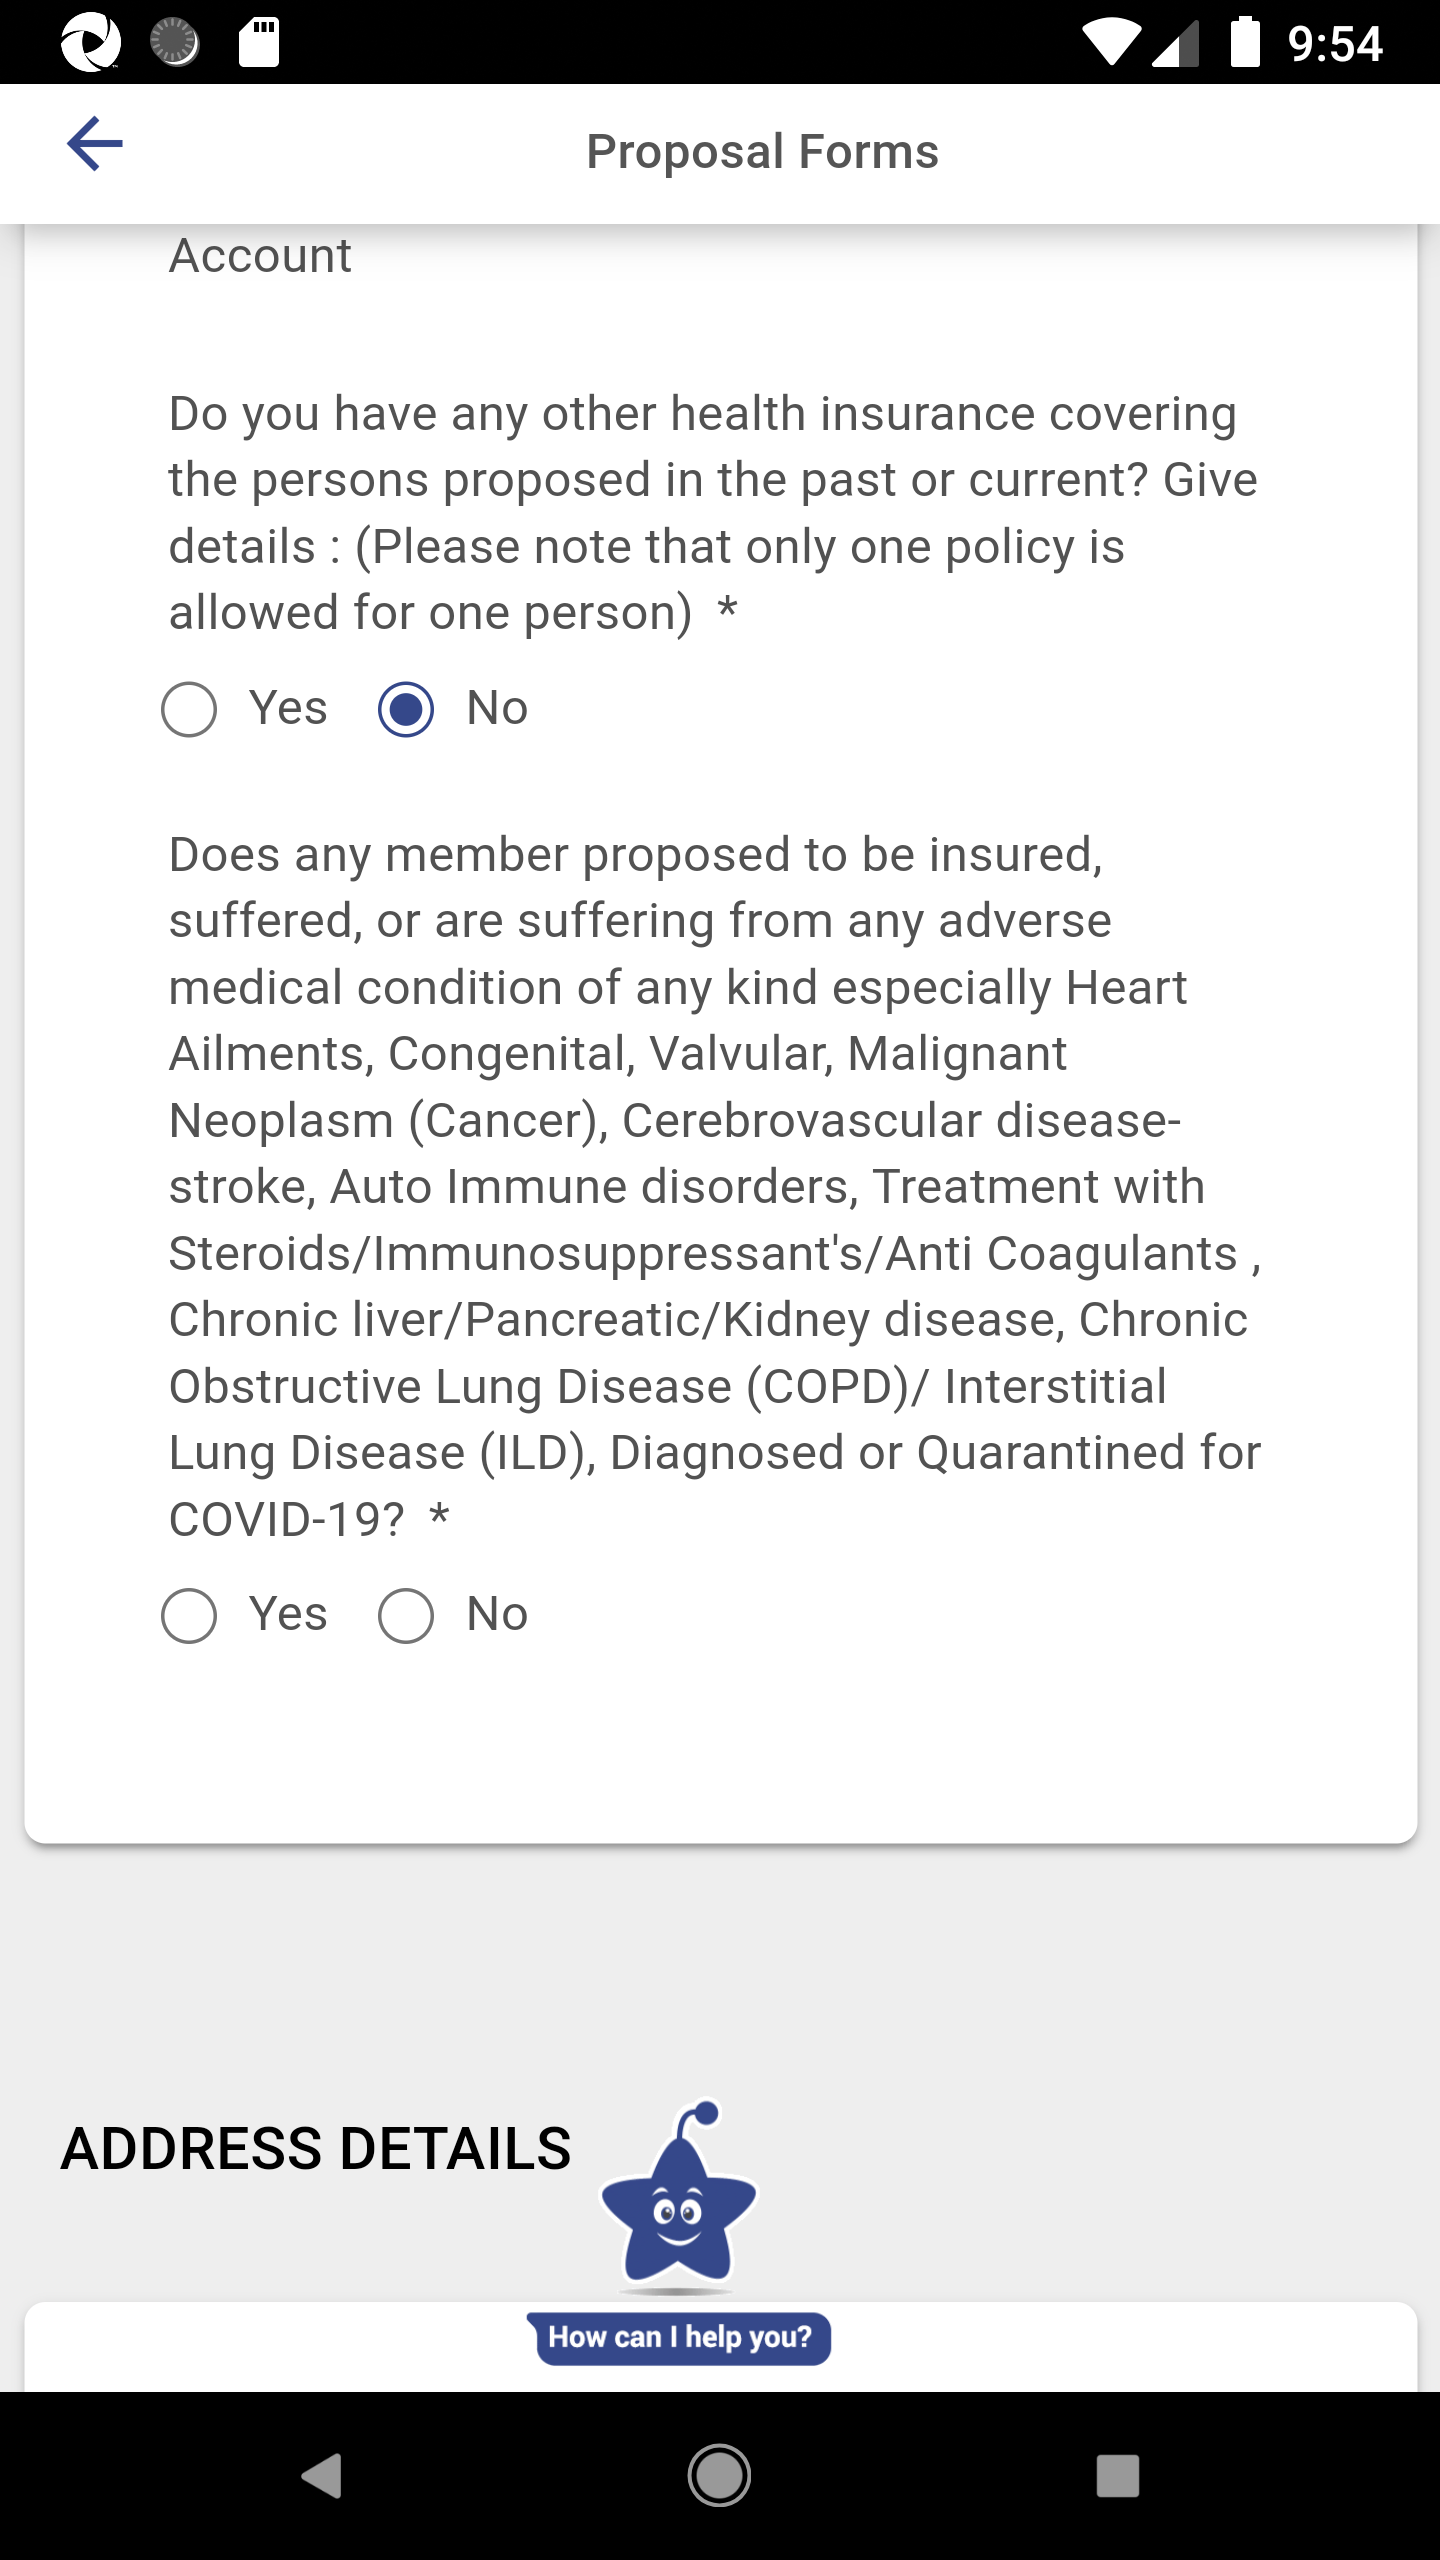 9:54
Proposal Forms
Account
Do you have any other health insurance covering
the persons proposed in the past or current? Give
details : (Please note that only one policy is
allowed for one person)  *
Yes No
Does any member proposed to be insured,
suffered, or are suffering from any adverse
medical condition of any kind especially Heart
Ailments, Congenital, Valvular, Malignant
Neoplasm (Cancer), Cerebrovascular disease-
stroke, Auto Immune disorders, Treatment with
Steroids/Immunosuppressant's/Anti Coagulants ,
Chronic liver/Pancreatic/Kidney disease, Chronic
Obstructive Lung Disease (COPD)/ Interstitial
Lung Disease (ILD), Diagnosed or Quarantined for
COVID-19?  *
Yes No
ADDRESS DETAILS
How can I help you?